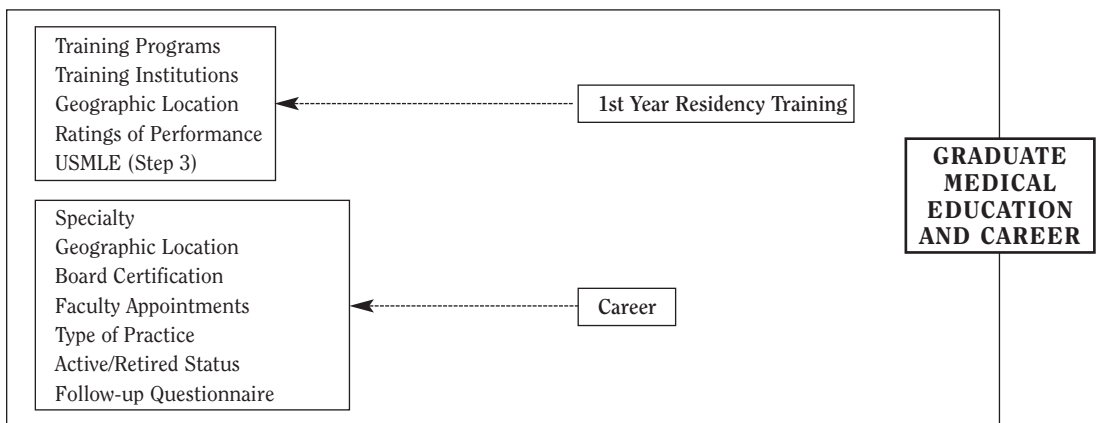 Training Programs
Training Institutions
Geographic Location
Ratings of Performance
USMLE (Step 3)
1st Year Residency Training
GRADUATE
MEDICAL
EDUCATION
AND CAREER
Specialty
Geographic Location
Board Certification
Faculty Appointments
Type of Practice
Active/Retired Status
Follow-up Questionnaire
Career